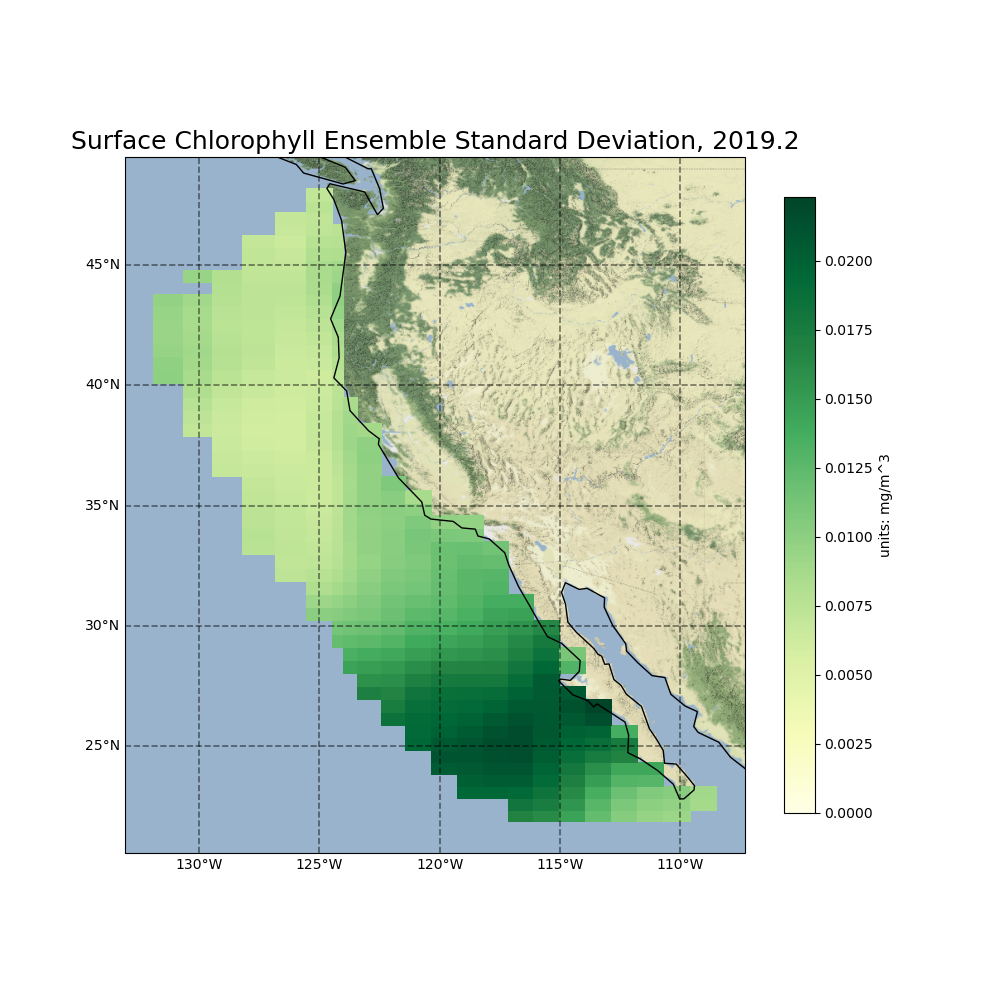 Surface Chlorophyll Ensemble Standard Deviation, 2019.2
45°N
40°N
35°N
30°N
25°N
130°W
125°W
120°W
115°W
110°W
0.0200
0.0175
0.0150
0.0125
0.0100
0.0075
0.0050
0.0025
0.0000
units: mg/m^3